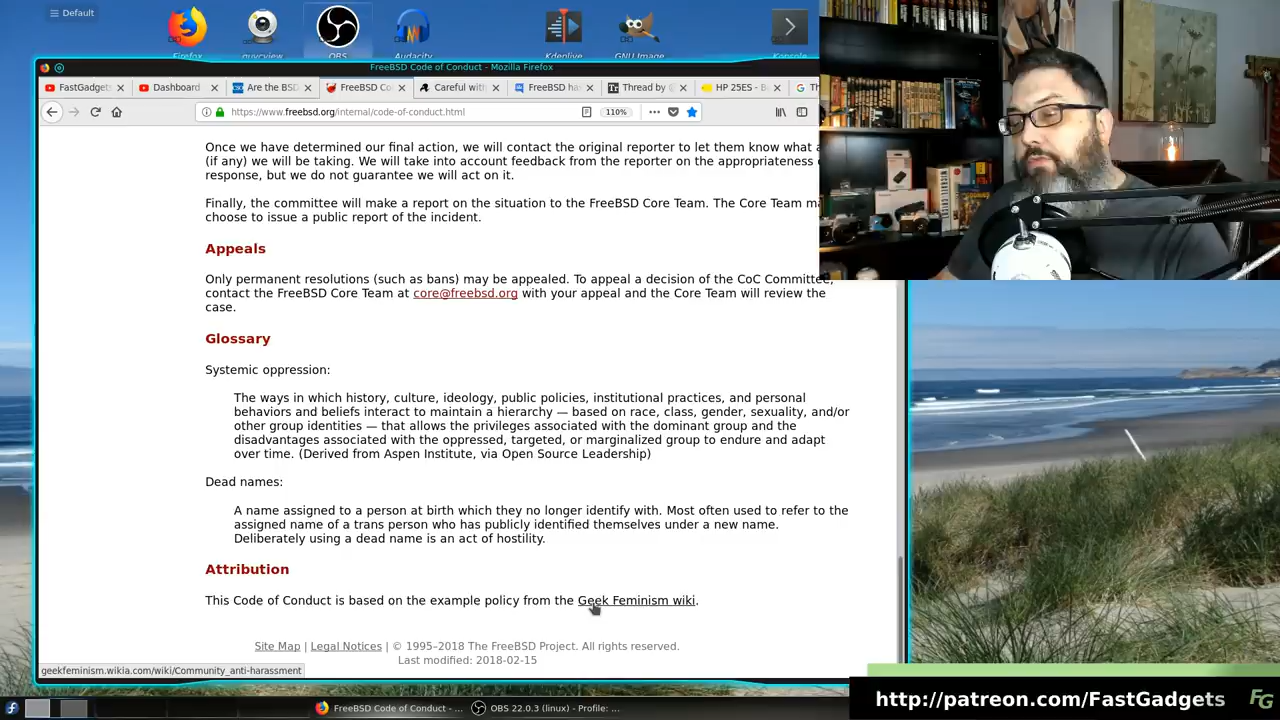 Default
Firefox
guvcview
OBS
Audacity
Kdenlive
GNU Image
Konsole
FreeBSD Code of Conduct - Mozilla Firefox
FastGadget
Dashboard
Are the BSD
FreeBSD Co
Careful with
FreeBSD ha
Thread by
HP 25ES - B
Th
https://www.freebsd.org/internal/code-of-conduct.html
110%
Once we have determined our final action, we will contact the original reporter to let them know what a
(if any) we will be taking. We will take into account feedback from the reporter on the appropriateness
response, but we do not guarantee we will act on it.
Finally, the committee will make a report on the situation to the FreeBSD Core Team. The Core Team ma
choose to issue a public report of the incident.
Appeals
Only permanent resolutions (such as bans) may be appealed. To appeal a decision of the CoC Committee,
contact the FreeBSD Core Team at core@freebsd.org with your appeal and the Core Team will review the
case.
Glossary
Systemic oppression:
The ways in which history, culture, ideology, public policies, institutional practices, and personal
behaviors and beliefs interact to maintain a hierarchy — based on race, class, gender, sexuality, and/or
other group identities — that allows the privileges associated with the dominant group and the
disadvantages associated with the oppressed, targeted, or marginalized group to endure and adapt
over time. (Derived from Aspen Institute, via Open Source Leadership)
Dead names:
A name assigned to a person at birth which they no longer identify with. Most often used to refer to the
assigned name of a trans person who has publicly identified themselves under a new name.
Deliberately using a dead name is an act of hostility.
Attribution
This Code of Conduct is based on the example policy from the Geek Feminism wiki.
Site Map | Legal Notices | © 1995–2018 The FreeBSD Project. All rights reserved.
Last modified: 2018-02-15
geekfeminism.wikia.com/wiki/Community_anti-harassment
http://patreon.com/FastGadgets
FG
FreeBSD Code of Conduct - ...
OBS 22.0.3 (linux) - Profile: ...